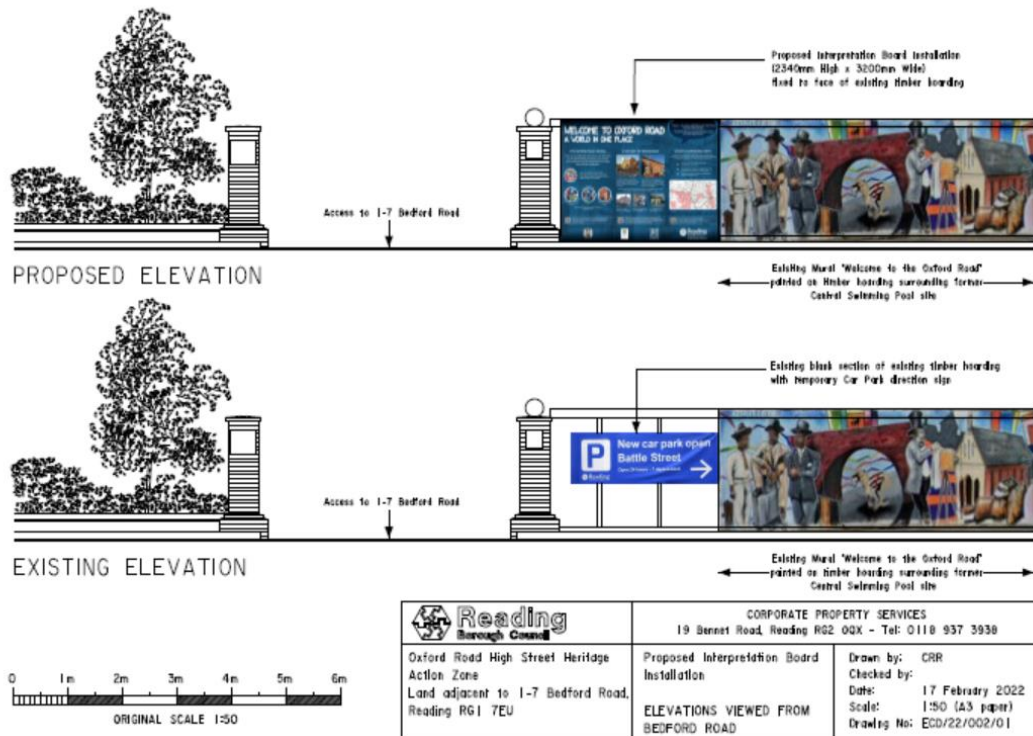 Proposed Interpretation Board Installation
(2340mm High x 3200mm Wide)
fixed to face of existing timber hoarding
WELCOME TO OXFORD ROAD
A WORLD IN ONE PLACE
Reading
Access to 1-7 Bedford Road
PROPOSED ELEVATION
Existing Mural "Welcome to the Oxford Road"
painted on timber hoarding surrounding former
Central Swimming Pool site
Existing blank section of existing timber hoarding
with temporary Car Park direction sign
P
New car park open
Battle Street
Reading
Access to 1-7 Bedford Road
EXISTING ELEVATION
Existing Mural "Welcome to the Oxford Road"
painted on timber hoarding surrounding former
Central Swimming Pool site
Reading
Borough Council
CORPORATE PROPERTY SERVICES
19 Bennet Road, Reading RG2 0QX - Tel: 0118 937 3938
Oxford Road High Street Heritage
Action Zone
Land adjacent to 1-7 Bedford Road,
Reading RG1 7EU
Proposed Interpretation Board
Installation
ELEVATIONS VIEWED FROM
BEDFORD ROAD
Drawn by: CRR
Checked by:
Date: 17 February 2022
Scale: 1:50 (A3 paper)
Drawing No: ECD/22/002/01
0 1m 2m 3m 4m 5m 6m
ORIGINAL SCALE 1:50